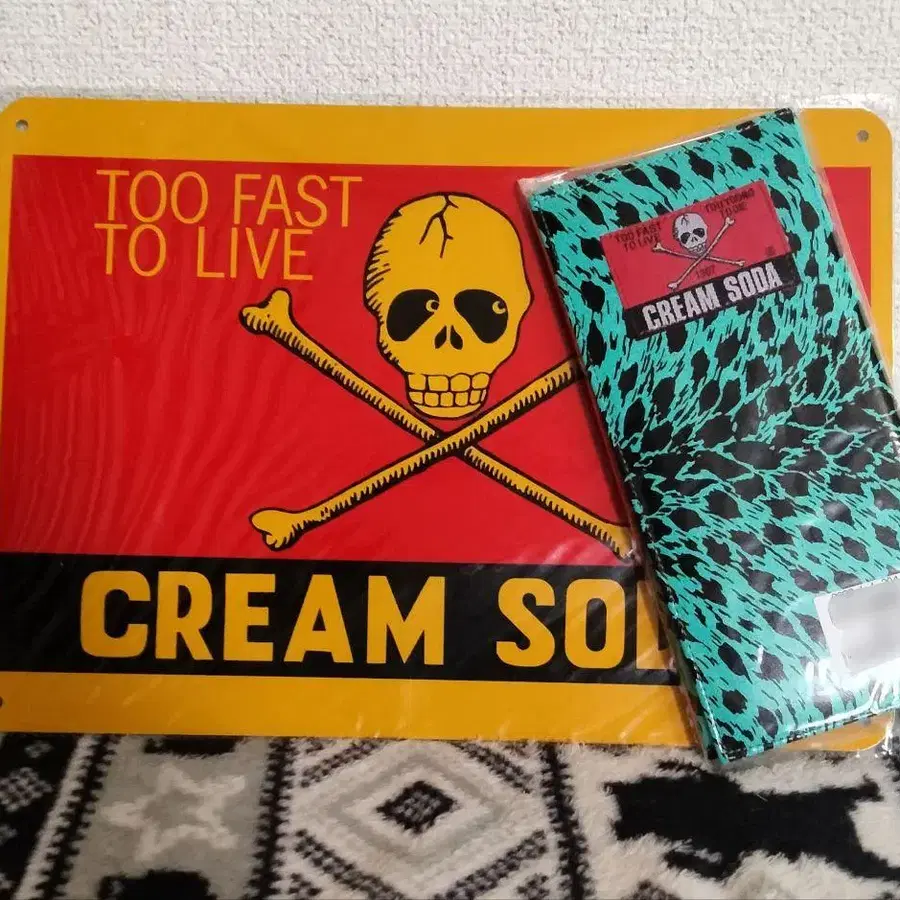 TOO FAST
TO LIVE
CREAM SO
TOO FAST
TO LIVE
TOO YOUNG
TO DIE
CREAM SODA